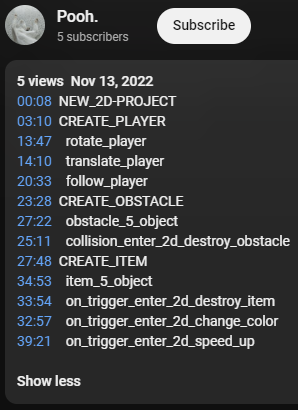 Pooh.
5 subscribers
Subscribe
5 views Nov 13, 2022
00:08 NEW_2D-PROJECT
03:10 CREATE_PLAYER
13:47 rotate_player
14:10 translate_player
20:33 follow_player
23:28 CREATE_OBSTACLE
27:22 obstacle_5_object
25:11 collision_enter_2d_destroy_obstacle
27:48 CREATE_ITEM
34:53 item_5_object
33:54 on_trigger_enter_2d_destroy_item
32:57 on_trigger_enter_2d_change_color
39:21 on_trigger_enter_2d_speed_up
Show less